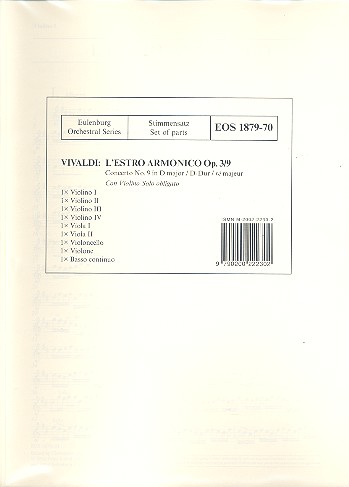 Eulenburg
Orchestral Series
Stimmensatz
Set of parts
EOS 1879-70
VIVALDI: L'ESTRO ARMONICO Op. 3/9
Concerto No. 9 in D major / D-Dur / ré majeur
Con Violino Solo obligato
1× Violino I
1× Violino II
1× Violino III
1× Violino IV
1× Viola I
1× Viola II
1× Violoncello
1× Violone
1× Basso continuo